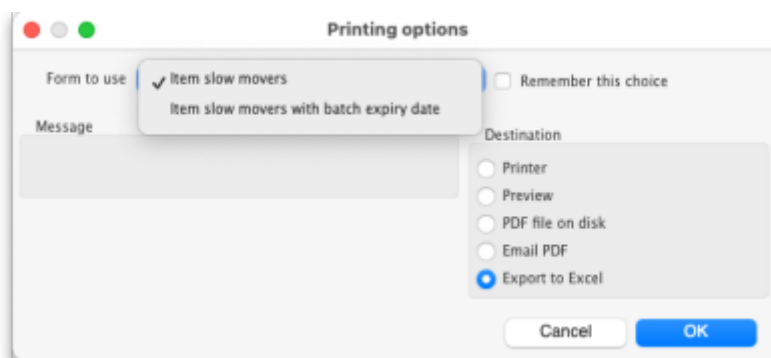 Printing options
Form to use
Item slow movers
Item slow movers with batch expiry date
Remember this choice
Message
Destination
Printer
Preview
PDF file on disk
Email PDF
Export to Excel
Cancel
OK